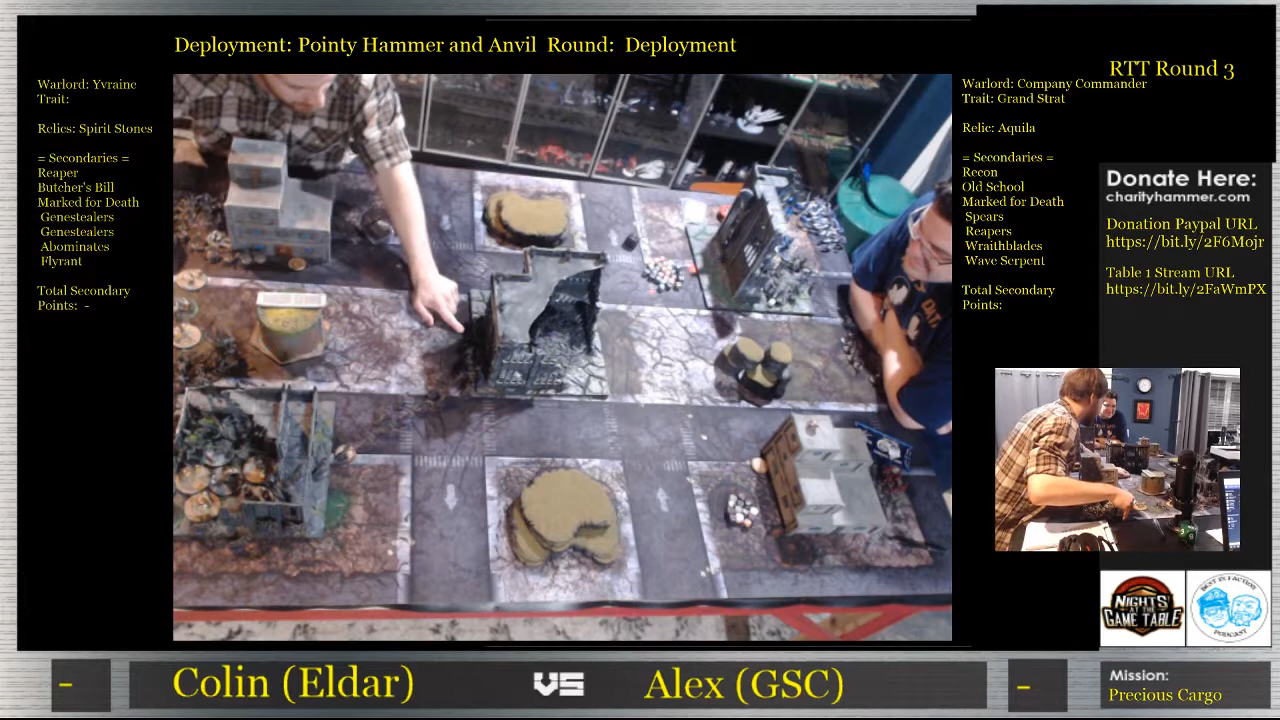 Deployment: Pointy Hammer and Anvil  Round:  Deployment
RTT Round 3
Warlord: Yvraine
Trait:
Relics: Spirit Stones
= Secondaries =
Reaper
Butcher's Bill
Marked for Death
Genestealers
Genestealers
Abominates
Flyrant
Total Secondary
Points:  -
Warlord: Company Commander
Trait: Grand Strat
Relic: Aquila
= Secondaries =
Recon
Old School
Marked for Death
Spears
Reapers
Wraithblades
Wave Serpent
Total Secondary
Points:
Donate Here:
charityhammer.com
Donation Paypal URL
https://bit.ly/2F6Mojr
Table 1 Stream URL
https://bit.ly/2FaWmPX
NIGHTS
AT THE
GAME TABLE
BEST IN FACTION
PODCAST
-
Colin (Eldar)
VS
Alex (GSC)
-
Mission:
Precious Cargo